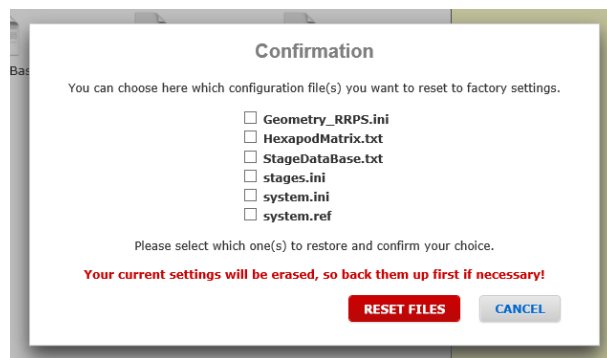 Confirmation
Bas
You can choose here which configuration file(s) you want to reset to factory settings.
Geometry_RRPS.ini
HexapodMatrix.txt
StageDataBase.txt
stages.ini
system.ini
system.ref
Please select which one(s) to restore and confirm your choice.
Your current settings will be erased, so back them up first if necessary!
RESET FILES
CANCEL